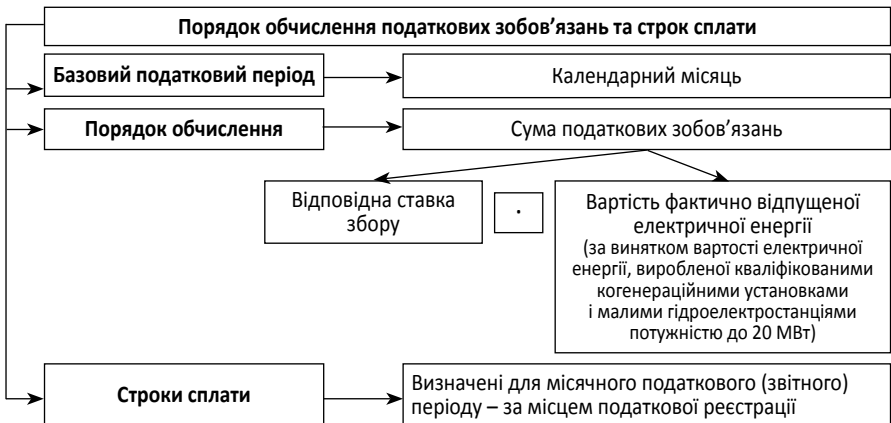 Порядок обчислення податкових зобов’язань та строк сплати
Базовий податковий період
Календарний місяць
Порядок обчислення
Сума податкових зобов’язань
Відповідна ставка
збору
·
Вартість фактично відпущеної
електричної енергії
(за винятком вартості електричної
енергії, виробленої кваліфікованими
когенераційними установками
і малими гідроелектростанціями
потужністю до 20 МВт)
Строки сплати
Визначені для місячного податкового (звітного)
періоду – за місцем податкової реєстрації